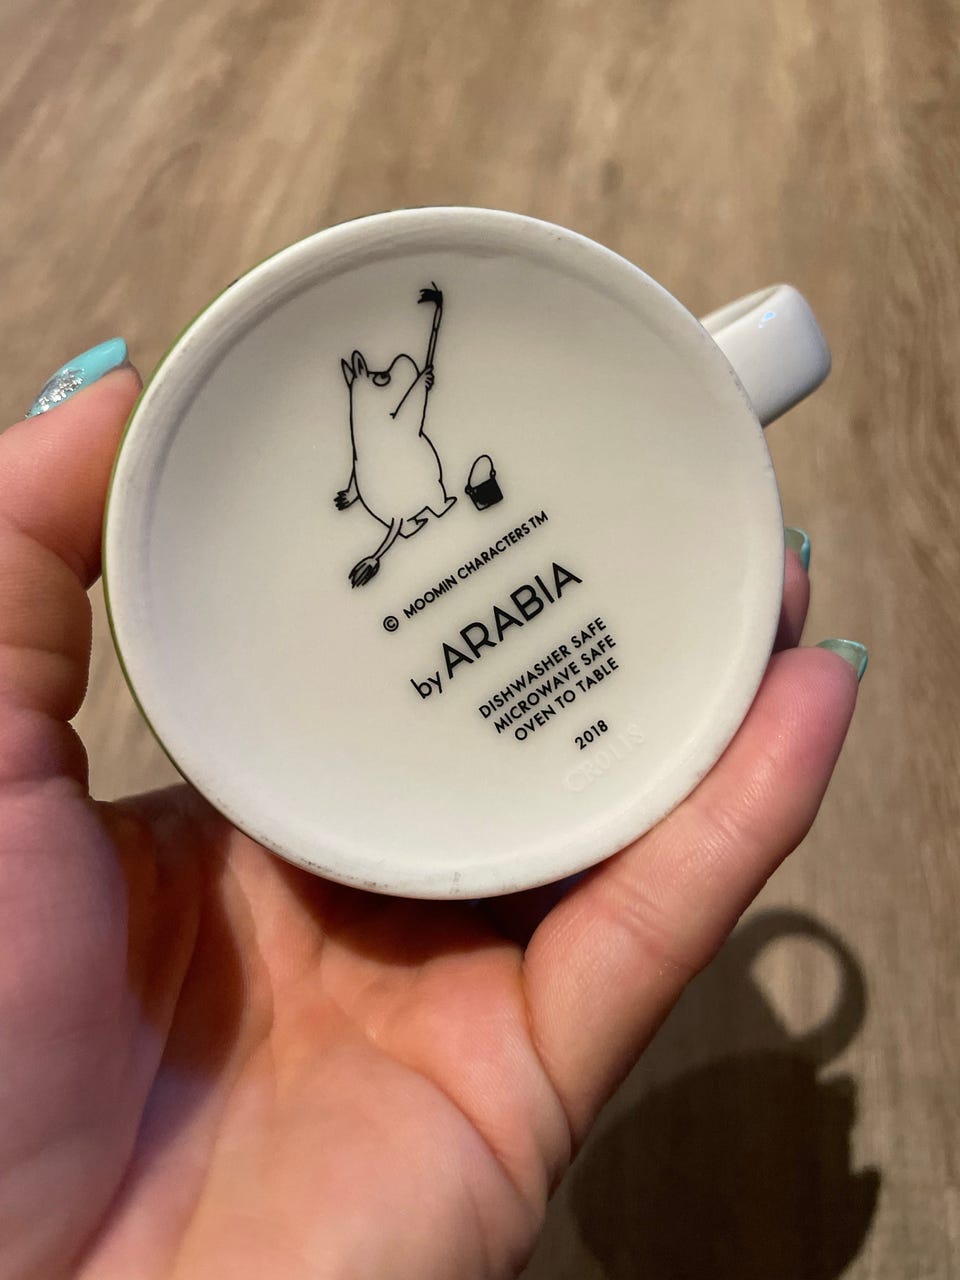 © MOOMIN CHARACTERS TM
by ARABIA
DISHWASHER SAFE
MICROWAVE SAFE
OVEN TO TABLE
2018